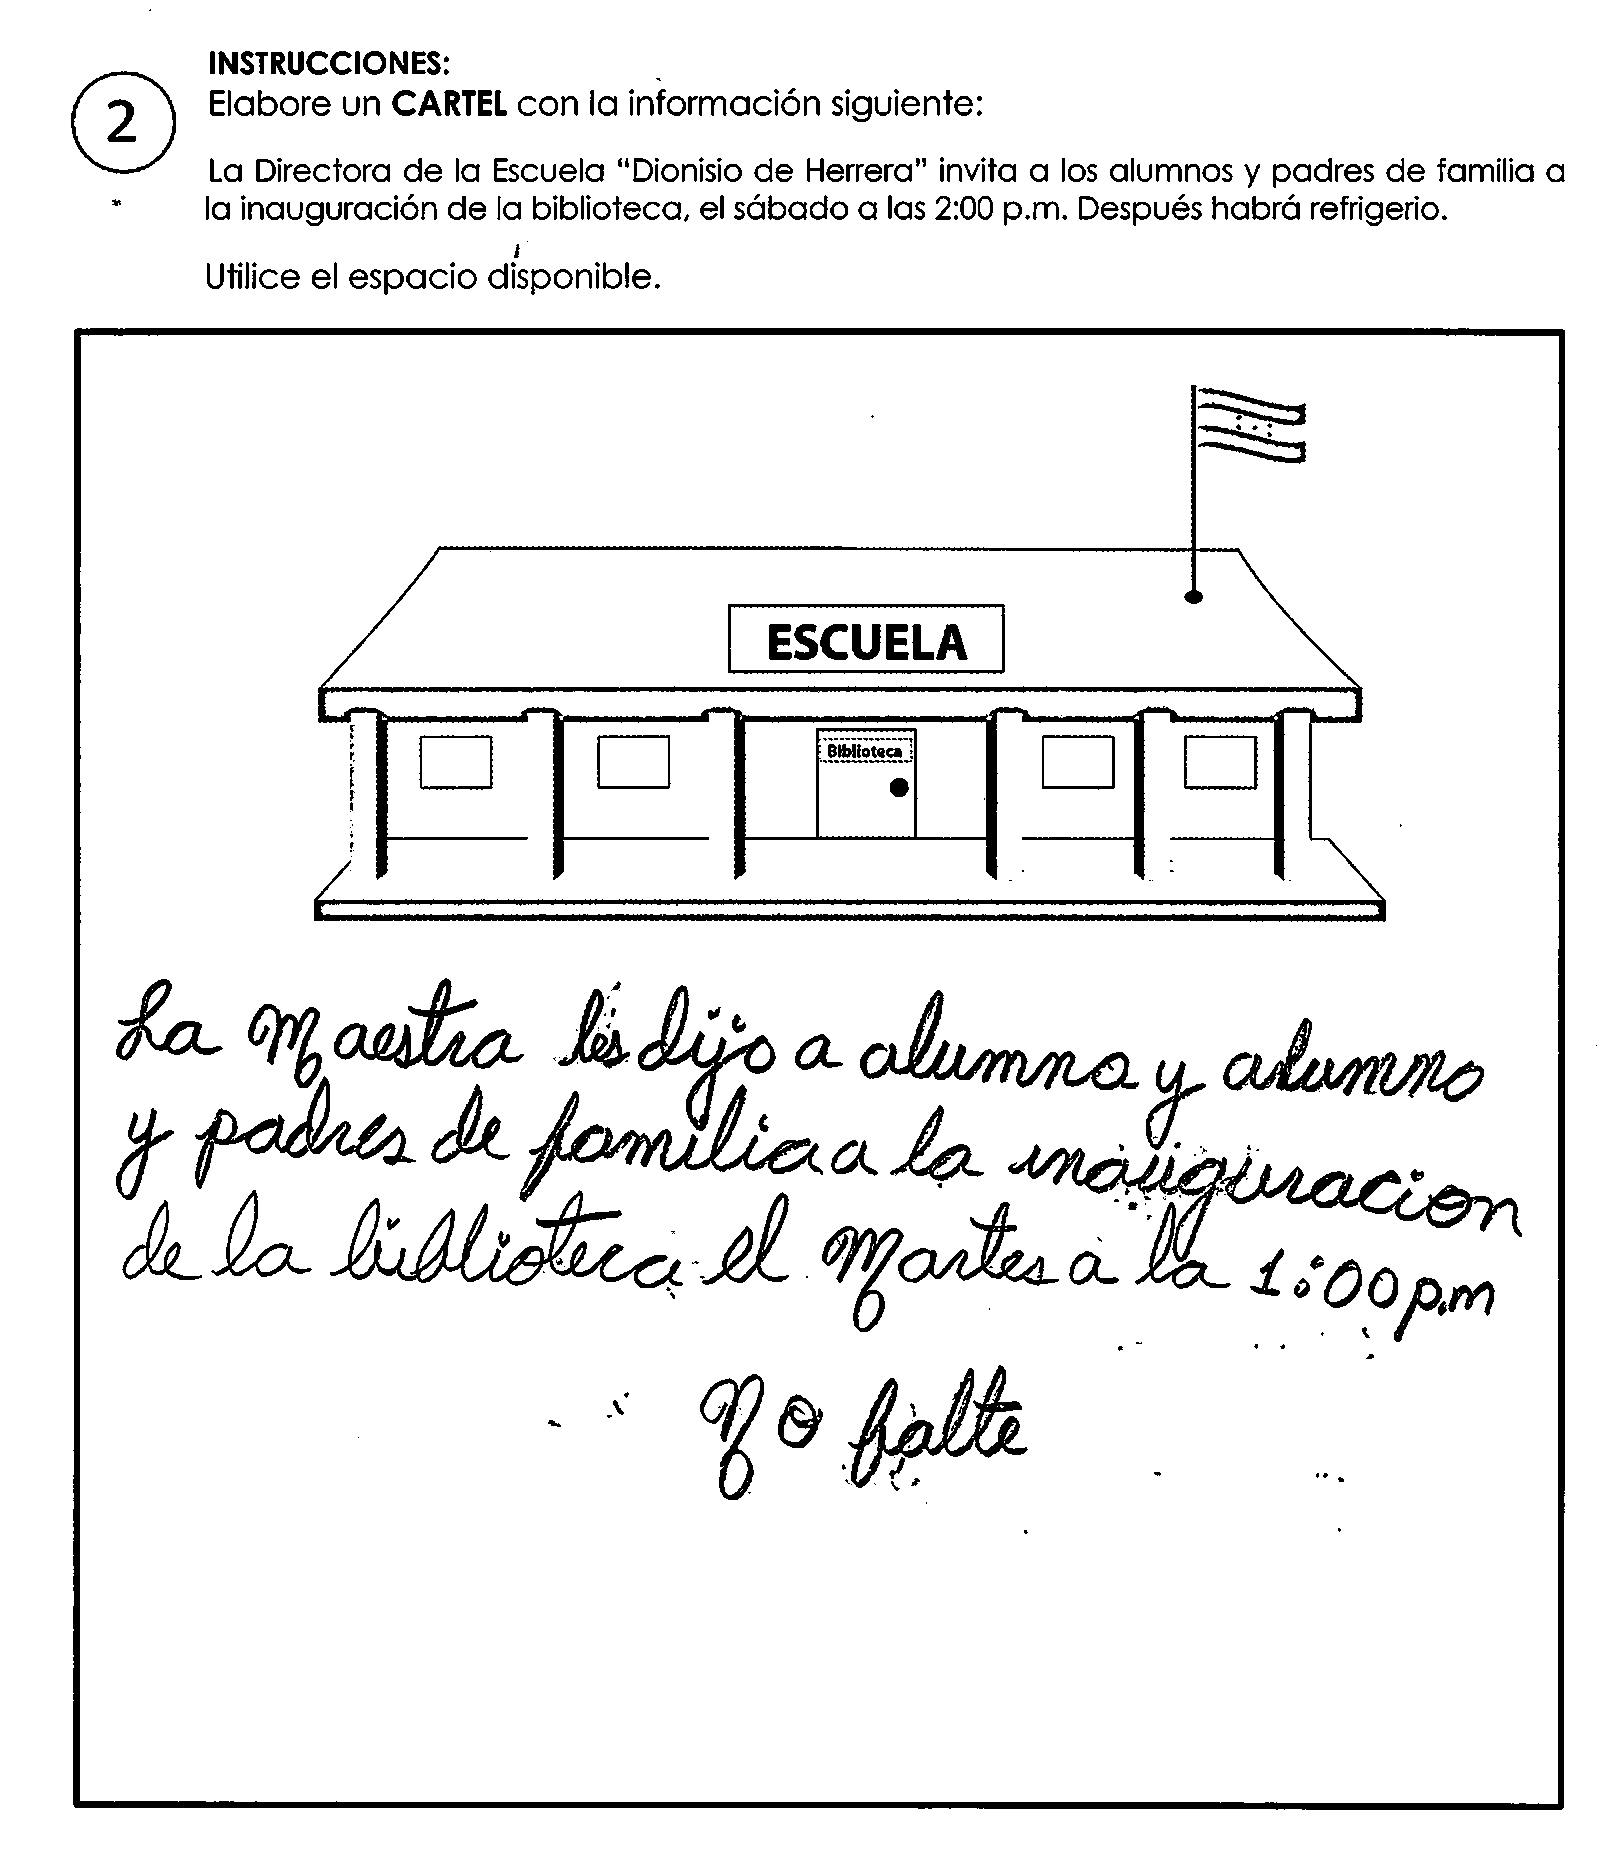 INSTRUCCIONES:
2
Elabore un CARTEL con la información siguiente:
La Directora de la Escuela "Dionisio de Herrera" invita a los alumnos y padres de familia a
la inauguración de la biblioteca, el sábado a las 2:00 p.m. Después habrá refrigerio.
Utilice el espacio disponible.
ESCUELA
Biblioteca
La Maestra les dijo a alumna y alumno
y padres de familia a la inauguracion
de la biblioteca el Martes a la 1:00 p.m
No falte